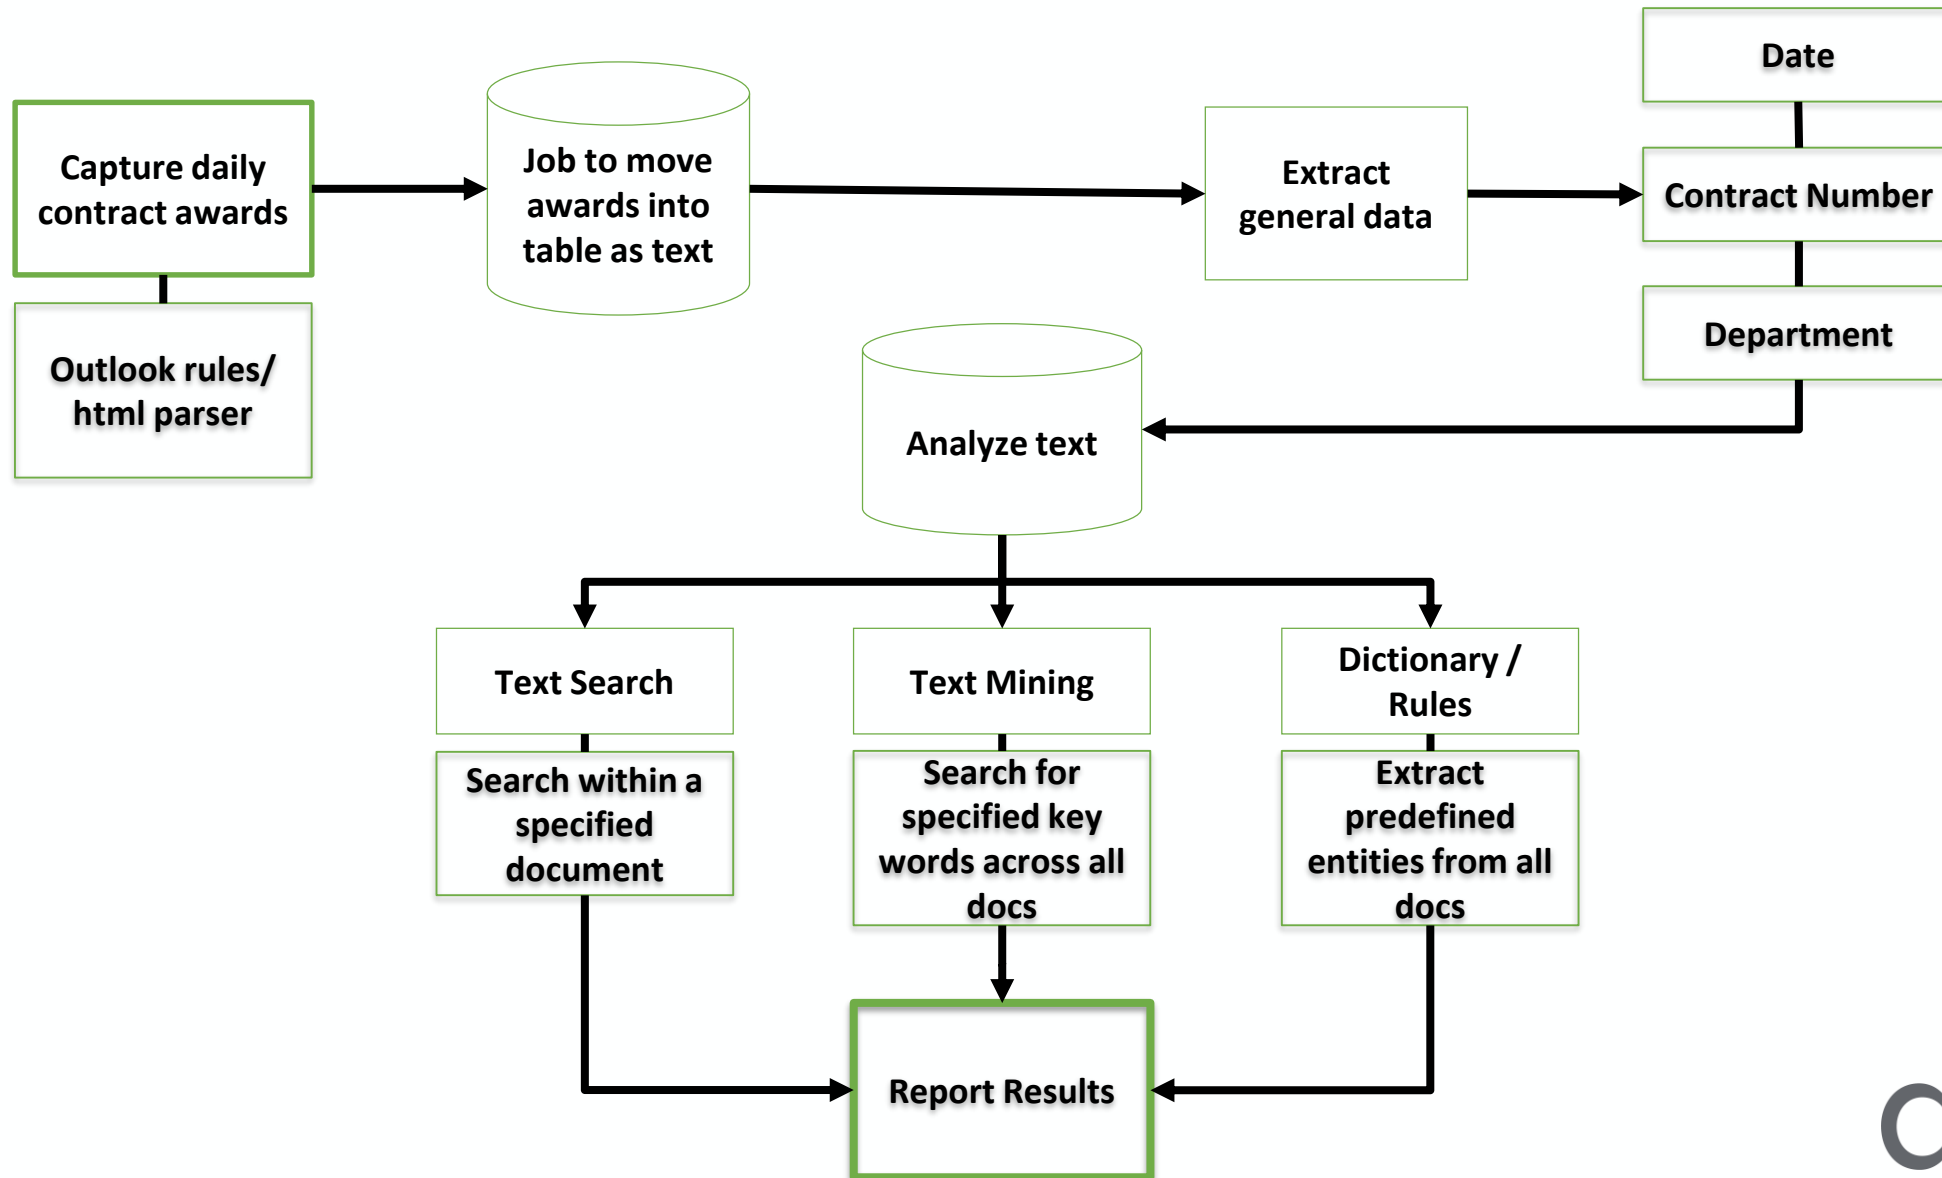 Capture daily
contract awards
Outlook rules/
html parser
Job to move
awards into
table as text
Extract
general data
Date
Contract Number
Department
Analyze text
Text Search
Search within a
specified
document
Text Mining
Search for
specified key
words across all
docs
Dictionary /
Rules
Extract
predefined
entities from all
docs
Report Results